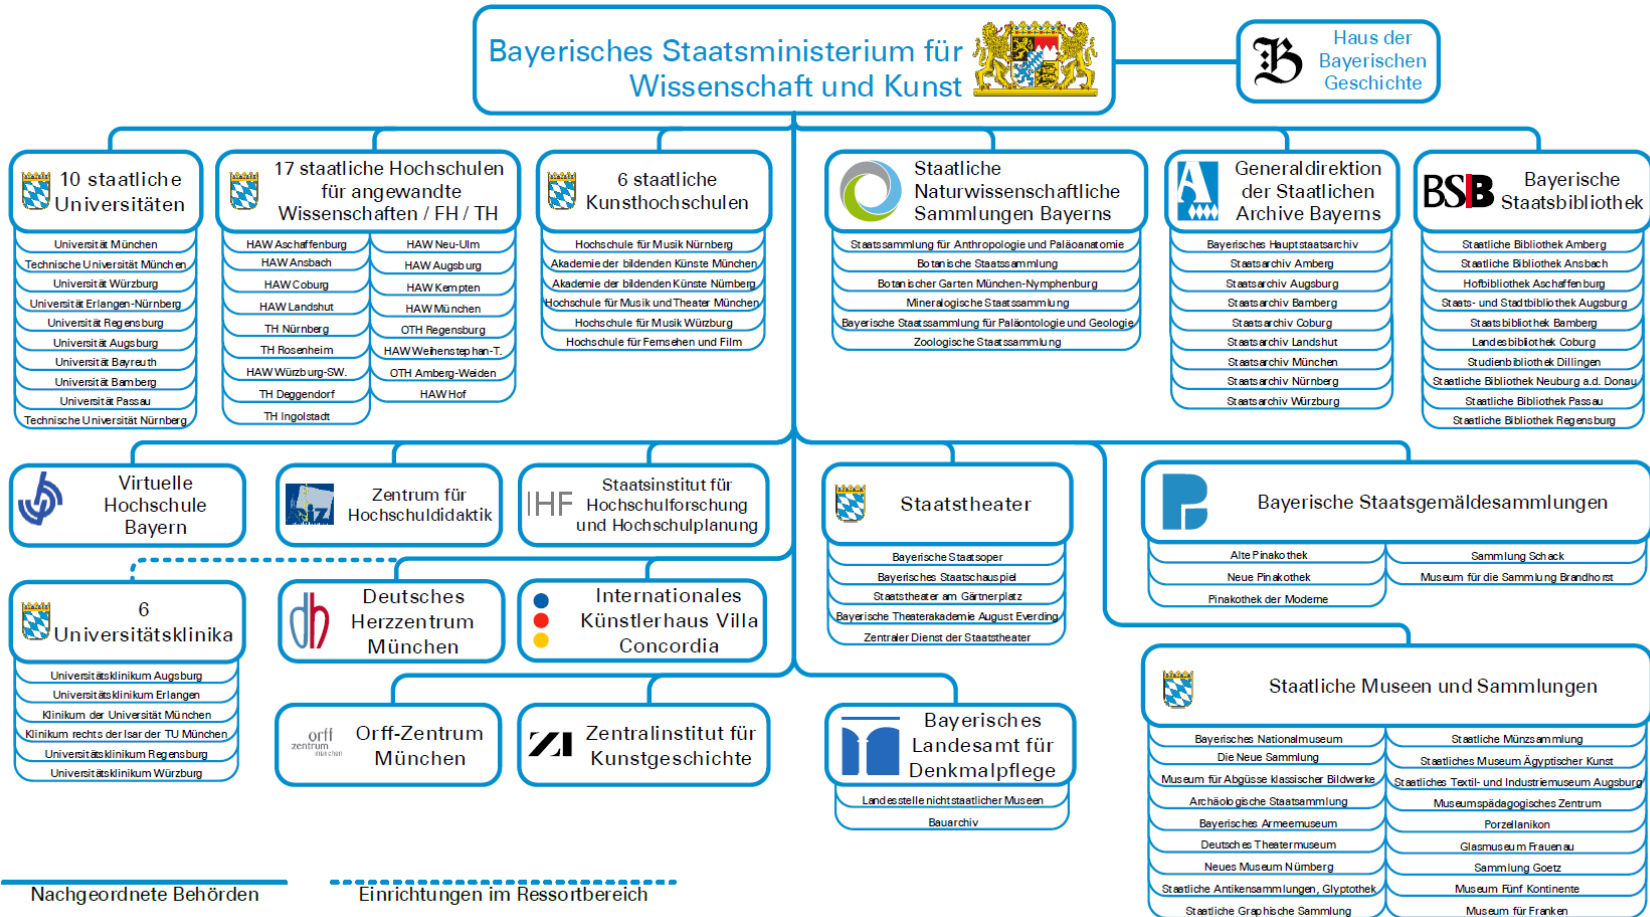 Bayerisches Staatsministerium für
Wissenschaft und Kunst
Haus der
Bayerischen
Geschichte
10 staatliche
Universitäten
Universität München
Technische Universität München
Universität Würzburg
Universität Erlangen-Nürnberg
Universität Regensburg
Universität Augsburg
Universität Bayreuth
Universität Bamberg
Universität Passau
Technische Universität Nürnberg
17 staatliche Hochschulen
für angewandte
Wissenschaften / FH / TH
HAW Aschaffenburg
HAW Ansbach
HAW Coburg
HAW Landshut
TH Nürnberg
TH Rosenheim
HAW Würzburg-SW.
TH Deggendorf
TH Ingolstadt
HAW Neu-Ulm
HAW Augsburg
HAW Kempten
HAW München
OTH Regensburg
HAW Weihenstephan-T.
OTH Amberg-Weiden
HAW Hof
6 staatliche
Kunsthochschulen
Hochschule für Musik Nürnberg
Akademie der bildenden Künste München
Akademie der bildenden Künste Nürnberg
Hochschule für Musik und Theater München
Hochschule für Musik Würzburg
Hochschule für Fernsehen und Film
Staatliche
Naturwissenschaftliche
Sammlungen Bayerns
Staatssammlung für Anthropologie und Paläoanatomie
Botanische Staatssammlung
Botanischer Garten München-Nymphenburg
Mineralogische Staatssammlung
Bayerische Staatssammlung für Paläontologie und Geologie
Zoologische Staatssammlung
Generaldirektion
der Staatlichen
Archive Bayerns
Bayerisches Hauptstaatsarchiv
Staatsarchiv Amberg
Staatsarchiv Augsburg
Staatsarchiv Bamberg
Staatsarchiv Coburg
Staatsarchiv Landshut
Staatsarchiv München
Staatsarchiv Nürnberg
Staatsarchiv Würzburg
BSB
Bayerische
Staatsbibliothek
Staatliche Bibliothek Amberg
Staatliche Bibliothek Ansbach
Hofbibliothek Aschaffenburg
Staats- und Stadtbibliothek Augsburg
Staatsbibliothek Bamberg
Landesbibliothek Coburg
Studienbibliothek Dillingen
Staatliche Bibliothek Neuburg a.d. Donau
Staatliche Bibliothek Passau
Staatliche Bibliothek Regensburg
Virtuelle
Hochschule
Bayern
Zentrum für
Hochschuldidaktik
IHF
Staatsinstitut für
Hochschulforschung
und Hochschulplanung
Staatstheater
Bayerische Staatsoper
Bayerisches Staatschauspiel
Staatstheater am Gärtnerplatz
Bayerische Theaterakademie August Everding
Zentraler Dienst der Staatstheater
Bayerische Staatsgemäldesammlungen
Alte Pinakothek
Neue Pinakothek
Pinakothek der Moderne
Sammlung Schack
Museum für die Sammlung Brandhorst
6
Universitätsklinika
Universitätsklinikum Augsburg
Universitätsklinikum Erlangen
Klinikum der Universität München
Klinikum rechts der Isar der TU München
Universitätsklinikum Regensburg
Universitätsklinikum Würzburg
dh
Deutsches
Herzzentrum
München
Internationales
Künstlerhaus Villa
Concordia
orff
zentrum
münchen
Orff-Zentrum
München
ZI
Zentralinstitut für
Kunstgeschichte
Bayerisches
Landesamt für
Denkmalpflege
Landesstelle nichtstaatlicher Museen
Bauarchiv
Staatliche Museen und Sammlungen
Bayerisches Nationalmuseum
Die Neue Sammlung
Museum für Abgüsse klassischer Bildwerke
Archäologische Staatssammlung
Bayerisches Armeemuseum
Deutsches Theatermuseum
Neues Museum Nürnberg
Staatliche Antikensammlungen, Glyptothek
Staatliche Graphische Sammlung
Staatliche Münzsammlung
Staatliches Museum Ägyptischer Kunst
Staatliches Textil- und Industriemuseum Augsburg
Museumspädagogisches Zentrum
Porzellanikon
Glasmuseum Frauenau
Sammlung Goetz
Museum Fünf Kontinente
Museum für Franken
Nachgeordnete Behörden
Einrichtungen im Ressortbereich